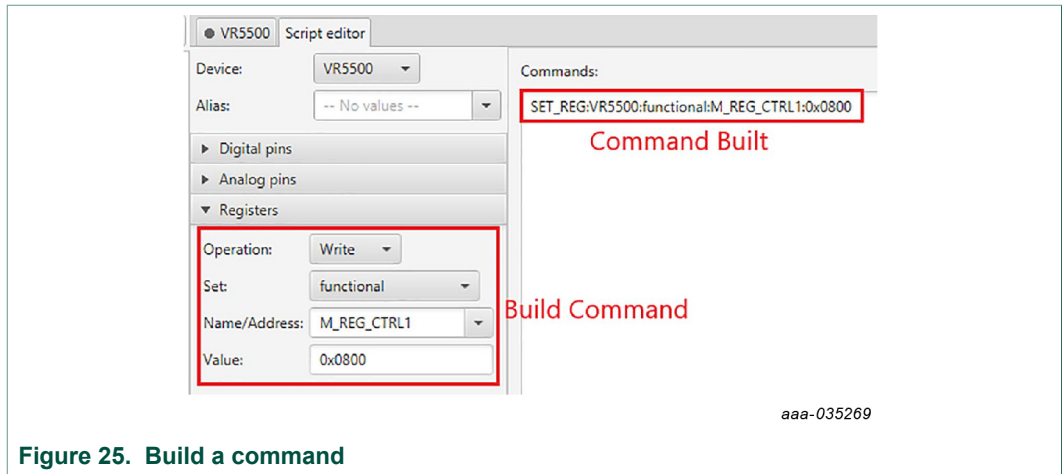 VR5500 Script editor
Device: VR5500
Commands:
Alias: -- No values --
SET_REG:VR5500:functional:M_REG_CTRL1:0x0800
Command Built
Digital pins
Analog pins
Registers
Operation: Write
Set: functional
Build Command
Name/Address: M_REG_CTRL1
Value: 0x0800
aaa-035269
Figure 25. Build a command